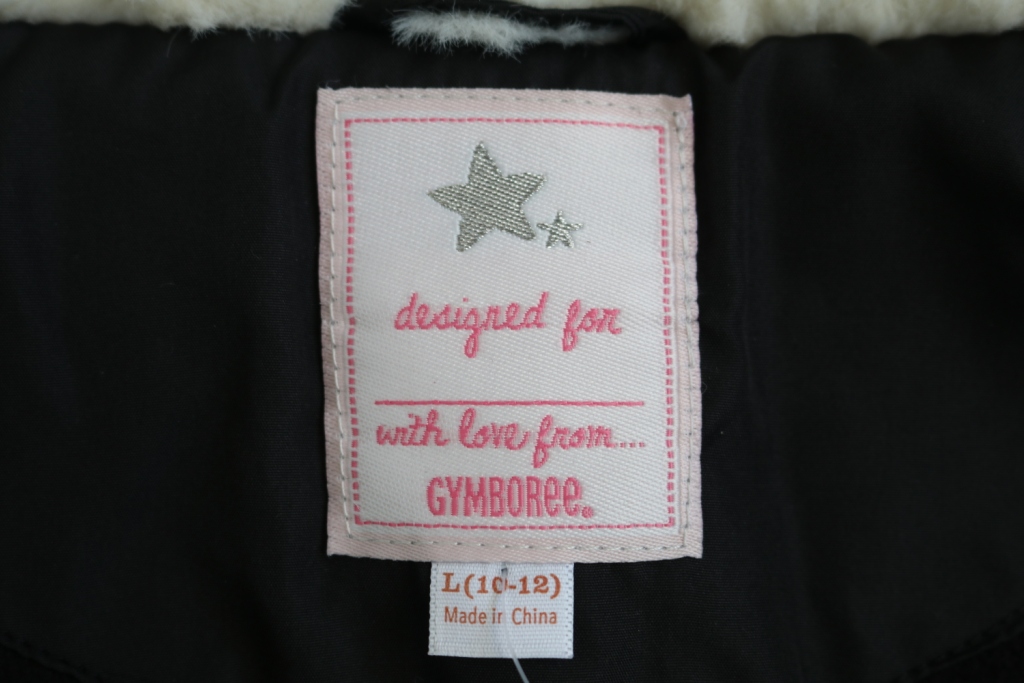 designed for
with love from...
GYMBOREE.
L(10-12)
Made in China